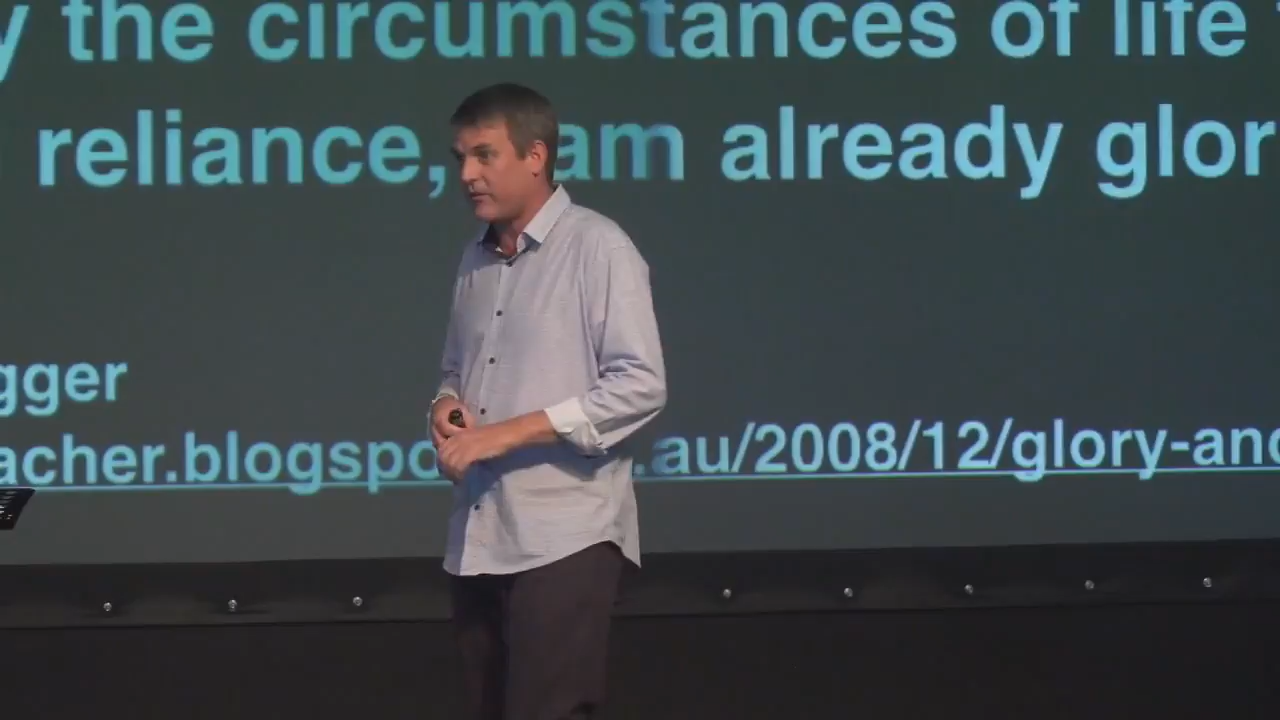 y the circumstances of life
reliance, I am already glor
gger
acher.blogspo .au/2008/12/glory-and